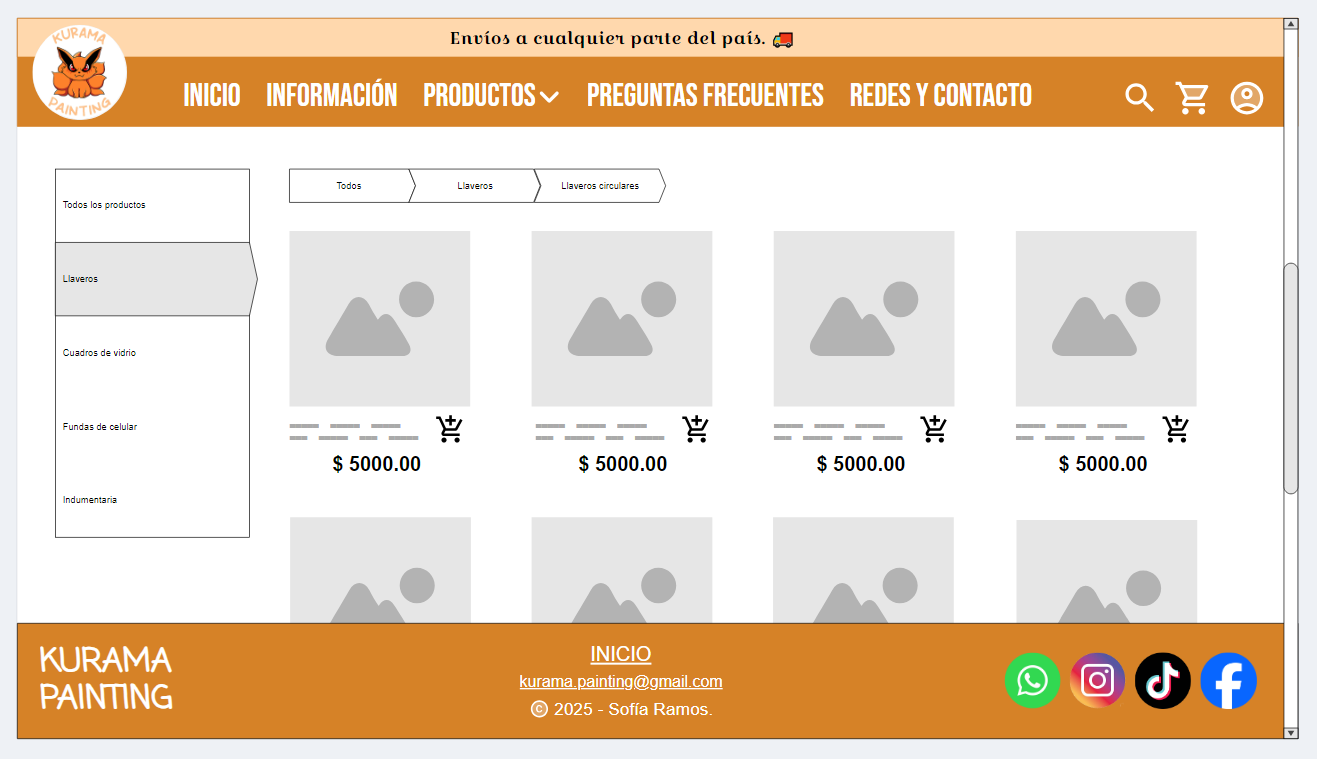 KURAMA
PAINTING
Envíos a cualquier parte del país.
INICIO INFORMACIÓN PRODUCTOS PREGUNTAS FRECUENTES REDES Y CONTACTO
Todos los productos
Llaveros
Cuadros de vidrio
Fundas de celular
Indumentaria
Todos Llaveros Llaveros circulares
$ 5000.00 $ 5000.00 $ 5000.00 $ 5000.00
KURAMA
PAINTING
INICIO
kurama.painting@gmail.com
© 2025 - Sofía Ramos.